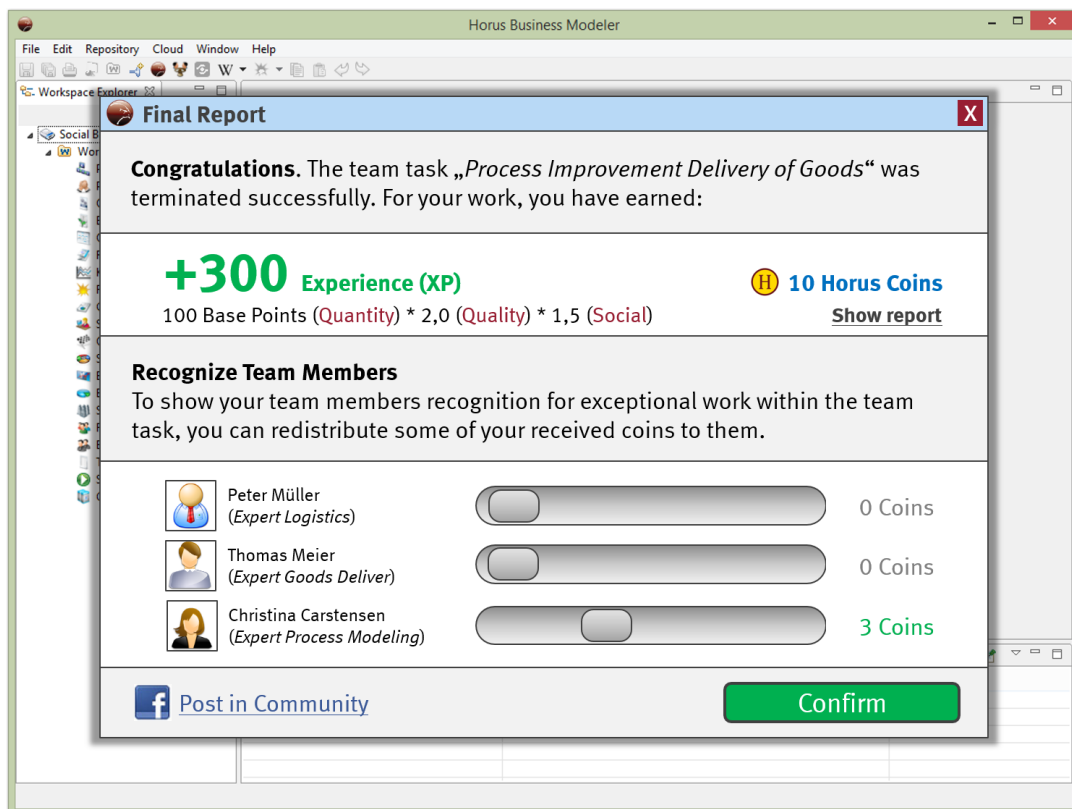 Horus Business Modeler
File Edit Repository Cloud Window Help
W
Workspace Explorer
Final Report
X
Social B
Wor
Congratulations. The team task „Process Improvement Delivery of Goods“ was
terminated successfully. For your work, you have earned:
+300 Experience (XP)
H 10 Horus Coins
100 Base Points (Quantity) * 2,0 (Quality) * 1,5 (Social)
Show report
Recognize Team Members
To show your team members recognition for exceptional work within the team
task, you can redistribute some of your received coins to them.
Peter Müller
(Expert Logistics)
0 Coins
Thomas Meier
(Expert Goods Deliver)
0 Coins
Christina Carstensen
(Expert Process Modeling)
3 Coins
f Post in Community
Confirm